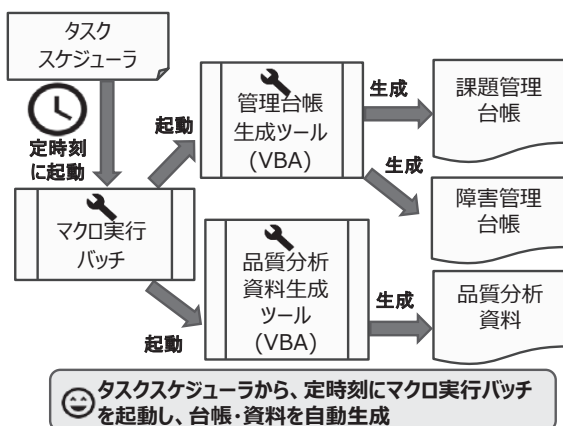 タスク
スケジューラ
定時刻
に起動
マクロ実行
バッチ
起動
管理台帳
生成ツール
(VBA)
生成
課題管理
台帳
生成
障害管理
台帳
起動
品質分析
資料生成
ツール
(VBA)
生成
品質分析
資料
タスクスケジューラから、定時刻にマクロ実行バッチ
を起動し、台帳・資料を自動生成